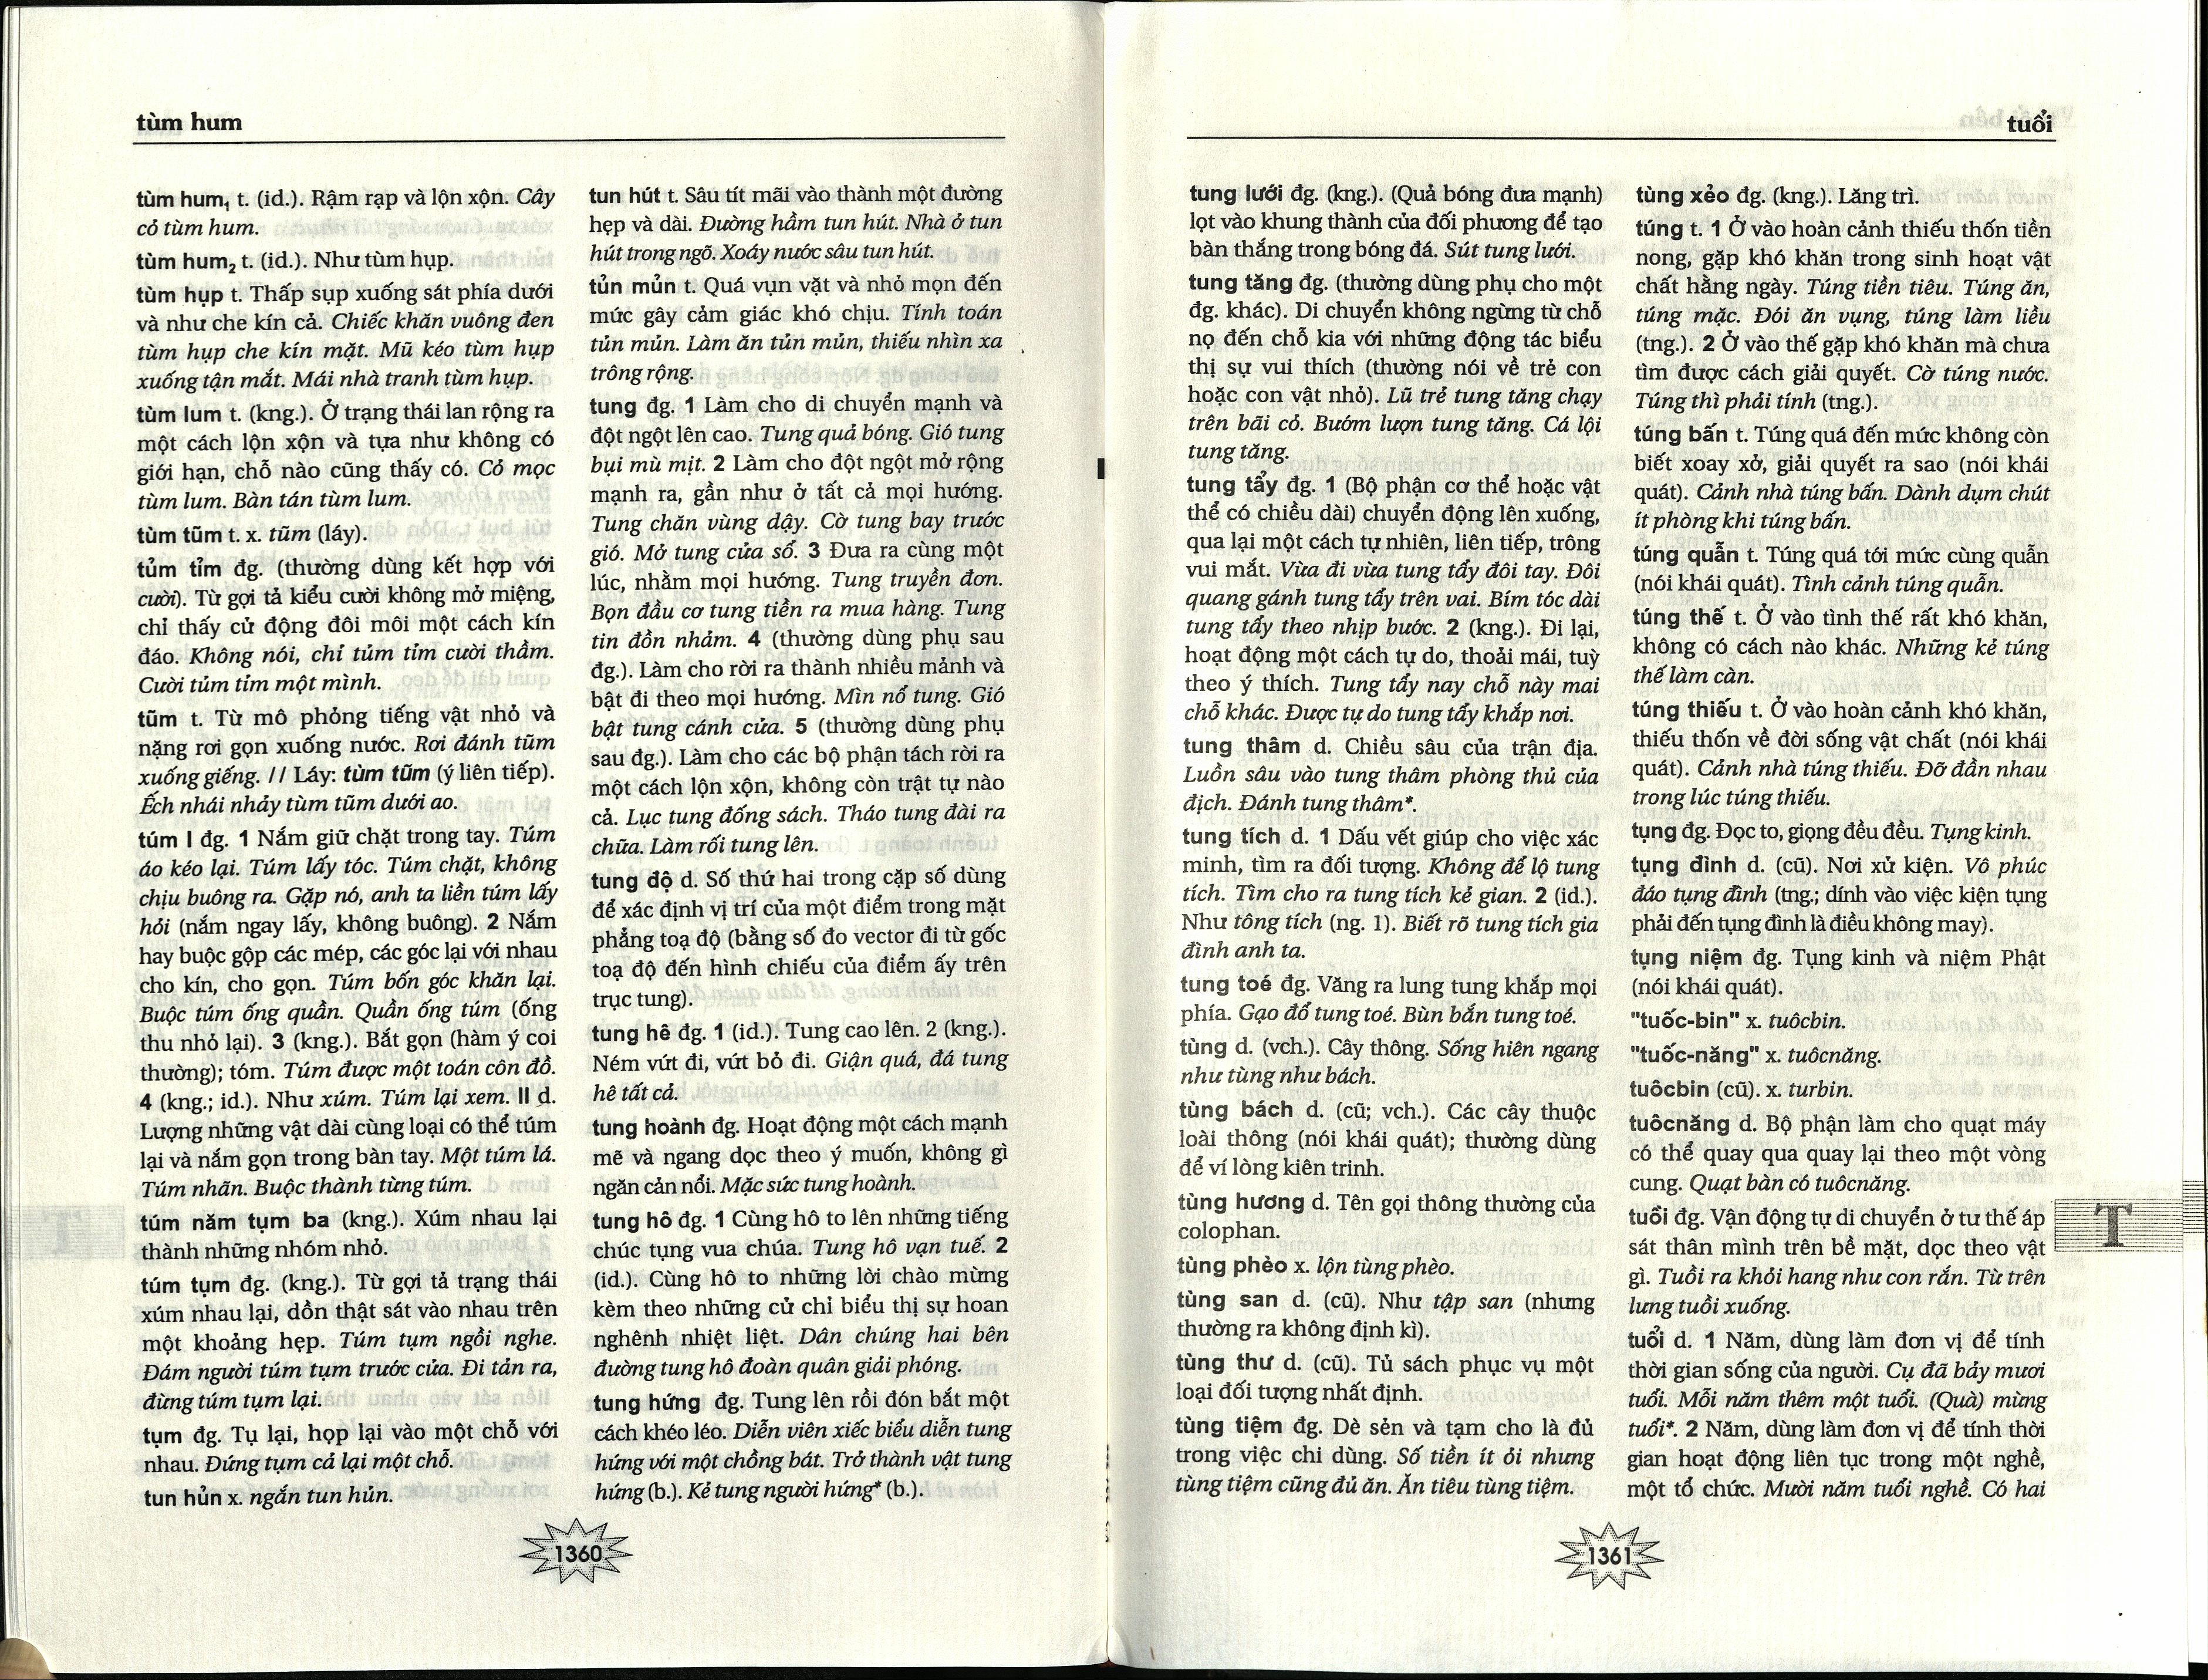 tùm hum
tùm hum₁ t. (id.). Rậm rạp và lộn xộn. Cây
cỏ tùm hum.
tùm hum₂ t. (id.). Như tùm hụp.
tùm hụp t. Thấp sụp xuống sát phía dưới
và như che kín cả. Chiếc khăn vuông đen
tùm hụp che kín mặt. Mũ kéo tùm hụp
xuống tận mắt. Mái nhà tranh tùm hụp.
tùm lum t. (kng.). Ở trạng thái lan rộng ra
một cách lộn xộn và tựa như không có
giới hạn, chỗ nào cũng thấy có. Cỏ mọc
tùm lum. Bàn tán tùm lum.
tùm tũm t. x. tũm (láy).
tủm tỉm đg. (thường dùng kết hợp với
cười). Từ gợi tả kiểu cười không mở miệng,
chỉ thấy cử động đôi môi một cách kín
đáo. Không nói, chỉ tủm tỉm cười thầm.
Cười tủm tỉm một mình.
tũm t. Từ mô phỏng tiếng vật nhỏ và
nặng rơi gọn xuống nước. Rơi đánh tũm
xuống giếng. // Láy: tùm tũm (ý liên tiếp).
Ếch nhái nhảy tùm tũm dưới ao.
túm I đg. 1 Nắm giữ chặt trong tay. Túm
áo kéo lại. Túm lấy tóc. Túm chặt, không
chịu buông ra. Gặp nó, anh ta liền túm lấy
hỏi (nắm ngay lấy, không buông). 2 Nắm
hay buộc gộp các mép, các góc lại với nhau
cho kín, cho gọn. Túm bốn góc khăn lại.
Buộc túm ống quần. Quần ống túm (ống
thu nhỏ lại). 3 (kng.). Bắt gọn (hàm ý coi
thường); tóm. Túm được một toán côn đồ.
4 (kng.; id.). Như xúm. Túm lại xem. II d.
Lượng những vật dài cùng loại có thể túm
lại và nắm gọn trong bàn tay. Một túm lá.
Túm nhãn. Buộc thành từng túm.
túm năm tụm ba (kng.). Xúm nhau lại
thành những nhóm nhỏ.
túm tụm đg. (kng.). Từ gợi tả trạng thái
xúm nhau lại, dồn thật sát vào nhau trên
một khoảng hẹp. Túm tụm ngồi nghe.
Đám người túm tụm trước cửa. Đi tản ra,
đừng túm tụm lại.
tụm đg. Tụ lại, họp lại vào một chỗ với
nhau. Đứng tụm cả lại một chỗ.
tun hủn x. ngắn tun hủn.
tun hút t. Sâu tít mãi vào thành một đường
hẹp và dài. Đường hầm tun hút. Nhà ở tun
hút trong ngõ. Xoáy nước sâu tun hút.
tủn mủn t. Quá vụn vặt và nhỏ mọn đến
mức gây cảm giác khó chịu. Tính toán
tủn mủn. Làm ăn tủn mủn, thiếu nhìn xa
trông rộng.
tung đg. 1 Làm cho di chuyển mạnh và
đột ngột lên cao. Tung quả bóng. Gió tung
bụi mù mịt. 2 Làm cho đột ngột mở rộng
mạnh ra, gần như ở tất cả mọi hướng.
Tung chăn vùng dậy. Cờ tung bay trước
gió. Mở tung cửa sổ. 3 Đưa ra cùng một
lúc, nhằm mọi hướng. Tung truyền đơn.
Bọn đầu cơ tung tiền ra mua hàng. Tung
tin đồn nhảm. 4 (thường dùng phụ sau
đg.). Làm cho rời ra thành nhiều mảnh và
bật đi theo mọi hướng. Mìn nổ tung. Gió
bật tung cánh cửa. 5 (thường dùng phụ
sau đg.). Làm cho các bộ phận tách rời ra
một cách lộn xộn, không còn trật tự nào
cả. Lục tung đống sách. Tháo tung đài ra
chữa. Làm rối tung lên.
tung độ d. Số thứ hai trong cặp số dùng
để xác định vị trí của một điểm trong mặt
phẳng toạ độ (bằng số đo vector đi từ gốc
toạ độ đến hình chiếu của điểm ấy trên
trục tung).
tung hê đg. 1 (id.). Tung cao lên. 2 (kng.).
Ném vứt đi, vứt bỏ đi. Giận quá, đá tung
hê tất cả.
tung hoành đg. Hoạt động một cách mạnh
mẽ và ngang dọc theo ý muốn, không gì
ngăn cản nổi. Mặc sức tung hoành.
tung hô đg. 1 Cùng hô to lên những tiếng
chúc tụng vua chúa. Tung hô vạn tuế. 2
(id.). Cùng hô to những lời chào mừng
kèm theo những cử chỉ biểu thị sự hoan
nghênh nhiệt liệt. Dân chúng hai bên
đường tung hô đoàn quân giải phóng.
tung hứng đg. Tung lên rồi đón bắt một
cách khéo léo. Diễn viên xiếc biểu diễn tung
hứng với một chồng bát. Trở thành vật tung
hứng (b.). Kẻ tung người hứng* (b.).
1360
tuổi
tung lưới đg. (kng.). (Quả bóng đưa mạnh)
lọt vào khung thành của đối phương để tạo
bàn thắng trong bóng đá. Sút tung lưới.
tung tăng đg. (thường dùng phụ cho một
đg. khác). Di chuyển không ngừng từ chỗ
nọ đến chỗ kia với những động tác biểu
thị sự vui thích (thường nói về trẻ con
hoặc con vật nhỏ). Lũ trẻ tung tăng chạy
trên bãi cỏ. Bướm lượn tung tăng. Cá lội
tung tăng.
tung tẩy đg. 1 (Bộ phận cơ thể hoặc vật
thể có chiều dài) chuyển động lên xuống,
qua lại một cách tự nhiên, liên tiếp, trông
vui mắt. Vừa đi vừa tung tẩy đôi tay. Đôi
quang gánh tung tẩy trên vai. Bím tóc dài
tung tẩy theo nhịp bước. 2 (kng.). Đi lại,
hoạt động một cách tự do, thoải mái, tuỳ
theo ý thích. Tung tẩy nay chỗ này mai
chỗ khác. Được tự do tung tẩy khắp nơi.
tung thâm d. Chiều sâu của trận địa.
Luồn sâu vào tung thâm phòng thủ của
địch. Đánh tung thâm*.
tung tích d. 1 Dấu vết giúp cho việc xác
minh, tìm ra đối tượng. Không để lộ tung
tích. Tìm cho ra tung tích kẻ gian. 2 (id.).
Như tông tích (ng. 1). Biết rõ tung tích gia
đình anh ta.
tung toé đg. Văng ra lung tung khắp mọi
phía. Gạo đổ tung toé. Bùn bắn tung toé.
tùng d. (vch.). Cây thông. Sống hiên ngang
như tùng như bách.
tùng bách d. (cũ; vch.). Các cây thuộc
loài thông (nói khái quát); thường dùng
để ví lòng kiên trinh.
tùng hương d. Tên gọi thông thường của
colophan.
tùng phèo x. lộn tùng phèo.
tùng san d. (cũ). Như tập san (nhưng
thường ra không định kì).
tùng thư d. (cũ). Tủ sách phục vụ một
loại đối tượng nhất định.
tùng tiệm đg. Dè sẻn và tạm cho là đủ
trong việc chi dùng. Số tiền ít ỏi nhưng
tùng tiệm cũng đủ ăn. Ăn tiêu tùng tiệm.
tùng xẻo đg. (kng.). Lăng trì.
túng t. 1 Ở vào hoàn cảnh thiếu thốn tiền
nong, gặp khó khăn trong sinh hoạt vật
chất hằng ngày. Túng tiền tiêu. Túng ăn,
túng mặc. Đói ăn vụng, túng làm liều
(tng.). 2 Ở vào thế gặp khó khăn mà chưa
tìm được cách giải quyết. Cờ túng nước.
Túng thì phải tính (tng.).
túng bấn t. Túng quá đến mức không còn
biết xoay xở, giải quyết ra sao (nói khái
quát). Cảnh nhà túng bấn. Dành dụm chút
ít phòng khi túng bấn.
túng quẫn t. Túng quá tới mức cùng quẫn
(nói khái quát). Tình cảnh túng quẫn.
túng thế t. Ở vào tình thế rất khó khăn,
không có cách nào khác. Những kẻ túng
thế làm càn.
túng thiếu t. Ở vào hoàn cảnh khó khăn,
thiếu thốn về đời sống vật chất (nói khái
quát). Cảnh nhà túng thiếu. Đỡ đần nhau
trong lúc túng thiếu.
tụng đg. Đọc to, giọng đều đều. Tụng kinh.
tụng đình d. (cũ). Nơi xử kiện. Vô phúc
đáo tụng đình (tng.; dính vào việc kiện tụng
phải đến tụng đình là điều không may).
tụng niệm đg. Tụng kinh và niệm Phật
(nói khái quát).
"tuốc-bin" x. tuôcbin.
"tuốc-năng" x. tuôcnăng.
tuôcbin (cũ). x. turbin.
tuôcnăng d. Bộ phận làm cho quạt máy
có thể quay qua quay lại theo một vòng
cung. Quạt bàn có tuôcnăng.
tuồi đg. Vận động tự di chuyển ở tư thế áp
sát thân mình trên bề mặt, dọc theo vật
gì. Tuồi ra khỏi hang như con rắn. Từ trên
lưng tuồi xuống.
tuổi d. 1 Năm, dùng làm đơn vị để tính
thời gian sống của người. Cụ đã bảy mươi
tuổi. Mỗi năm thêm một tuổi. (Quà) mừng
tuổi*. 2 Năm, dùng làm đơn vị để tính thời
gian hoạt động liên tục trong một nghề,
một tổ chức. Mười năm tuổi nghề. Có hai
T
1361